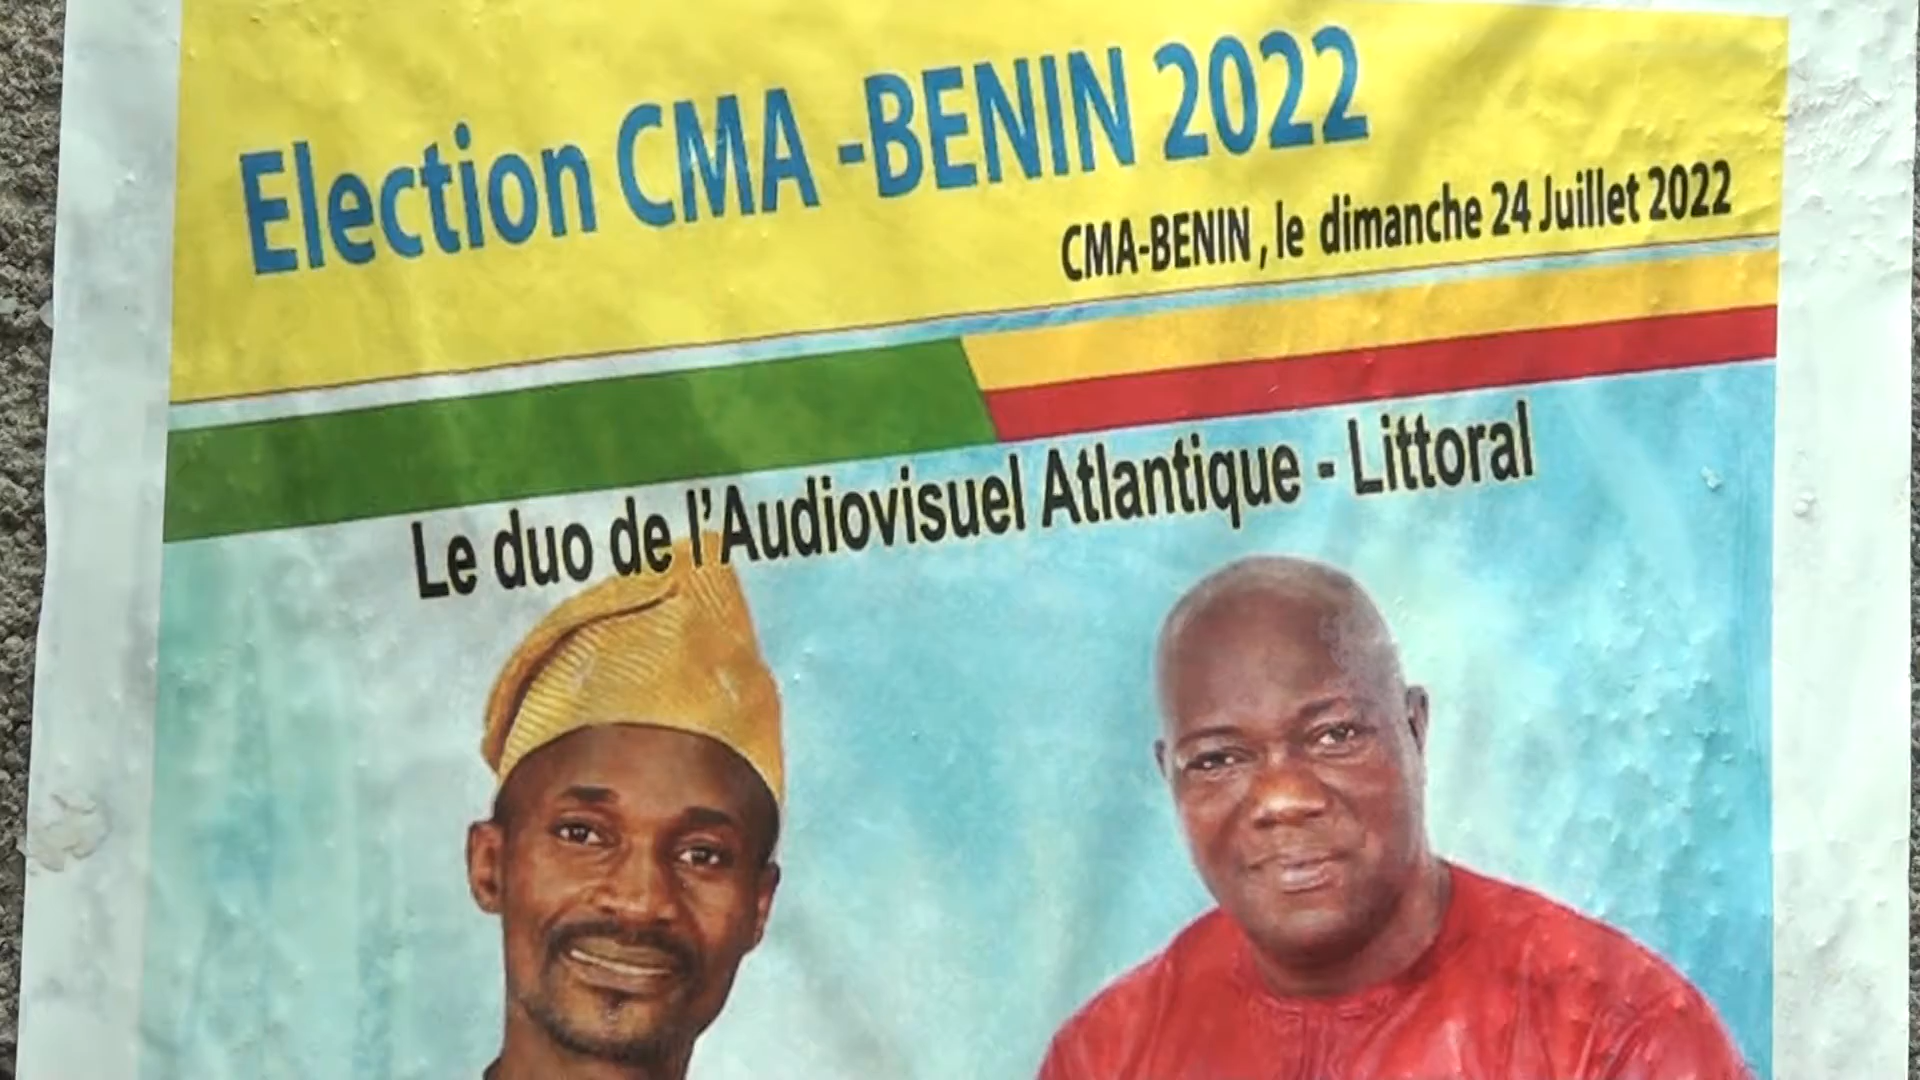 Election CMA -BENIN 2022
CMA-BENIN , le dimanche 24 Juillet 2022
Le duo de l'Audiovisuel Atlantique - Littoral